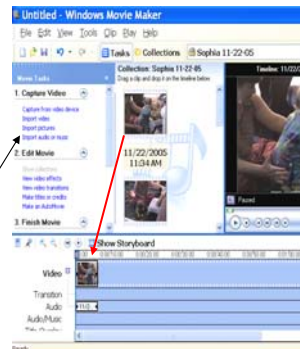 Untitled - Windows Movie Maker
File Edit View Tools Clip Play Help
Tasks Collections Sophia 11-22-05
Movie Tasks
Collection: Sophia 11-22-05
Drag a clip and drop it on the timeline below
Timeline: 11/22/2005
1. Capture Video
Capture from video device
Import video
Import pictures
Import audio or music
2. Edit Movie
Show collections
View video effects
View video transitions
Make titles or credits
Make an AutoMovie
3. Finish Movie
11/22/2005
11:34 AM
Paused
Show Storyboard
Video
Transition
Audio
Audio/Music
Title Overlay